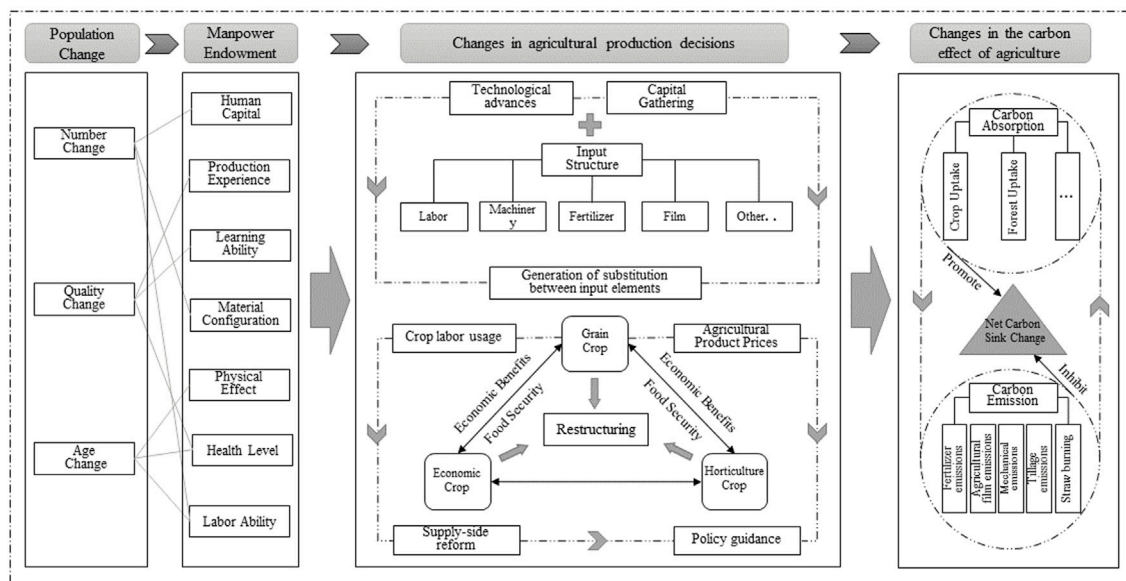 Population
Change
Manpower
Endowment
Changes in agricultural production decisions
Changes in the carbon
effect of agriculture
Number
Change
Quality
Change
Age
Change
Human
Capital
Production
Experience
Learning
Ability
Material
Configuration
Physical
Effect
Health Level
Labor Ability
Technological
advances
Capital
Gathering
Input
Structure
Labor
Machiner
y
Fertilizer
Film
Other. .
Generation of substitution
between input elements
Crop labor usage
Grain
Crop
Agricultural
Product Prices
Economic Benefits
Food Security
Economic Benefits
Food Security
Restructuring
Economic
Crop
Horticulture
Crop
Supply-side
reform
Policy guidance
Carbon
Absorption
Crop Uptake
Forest Uptake
...
Promote
Net Carbon
Sink Change
Inhibit
Carbon
Emission
Fertilizer
emissions
Agricultural
film emissions
Mechanical
emissions
Tillage
emissions
Straw burning